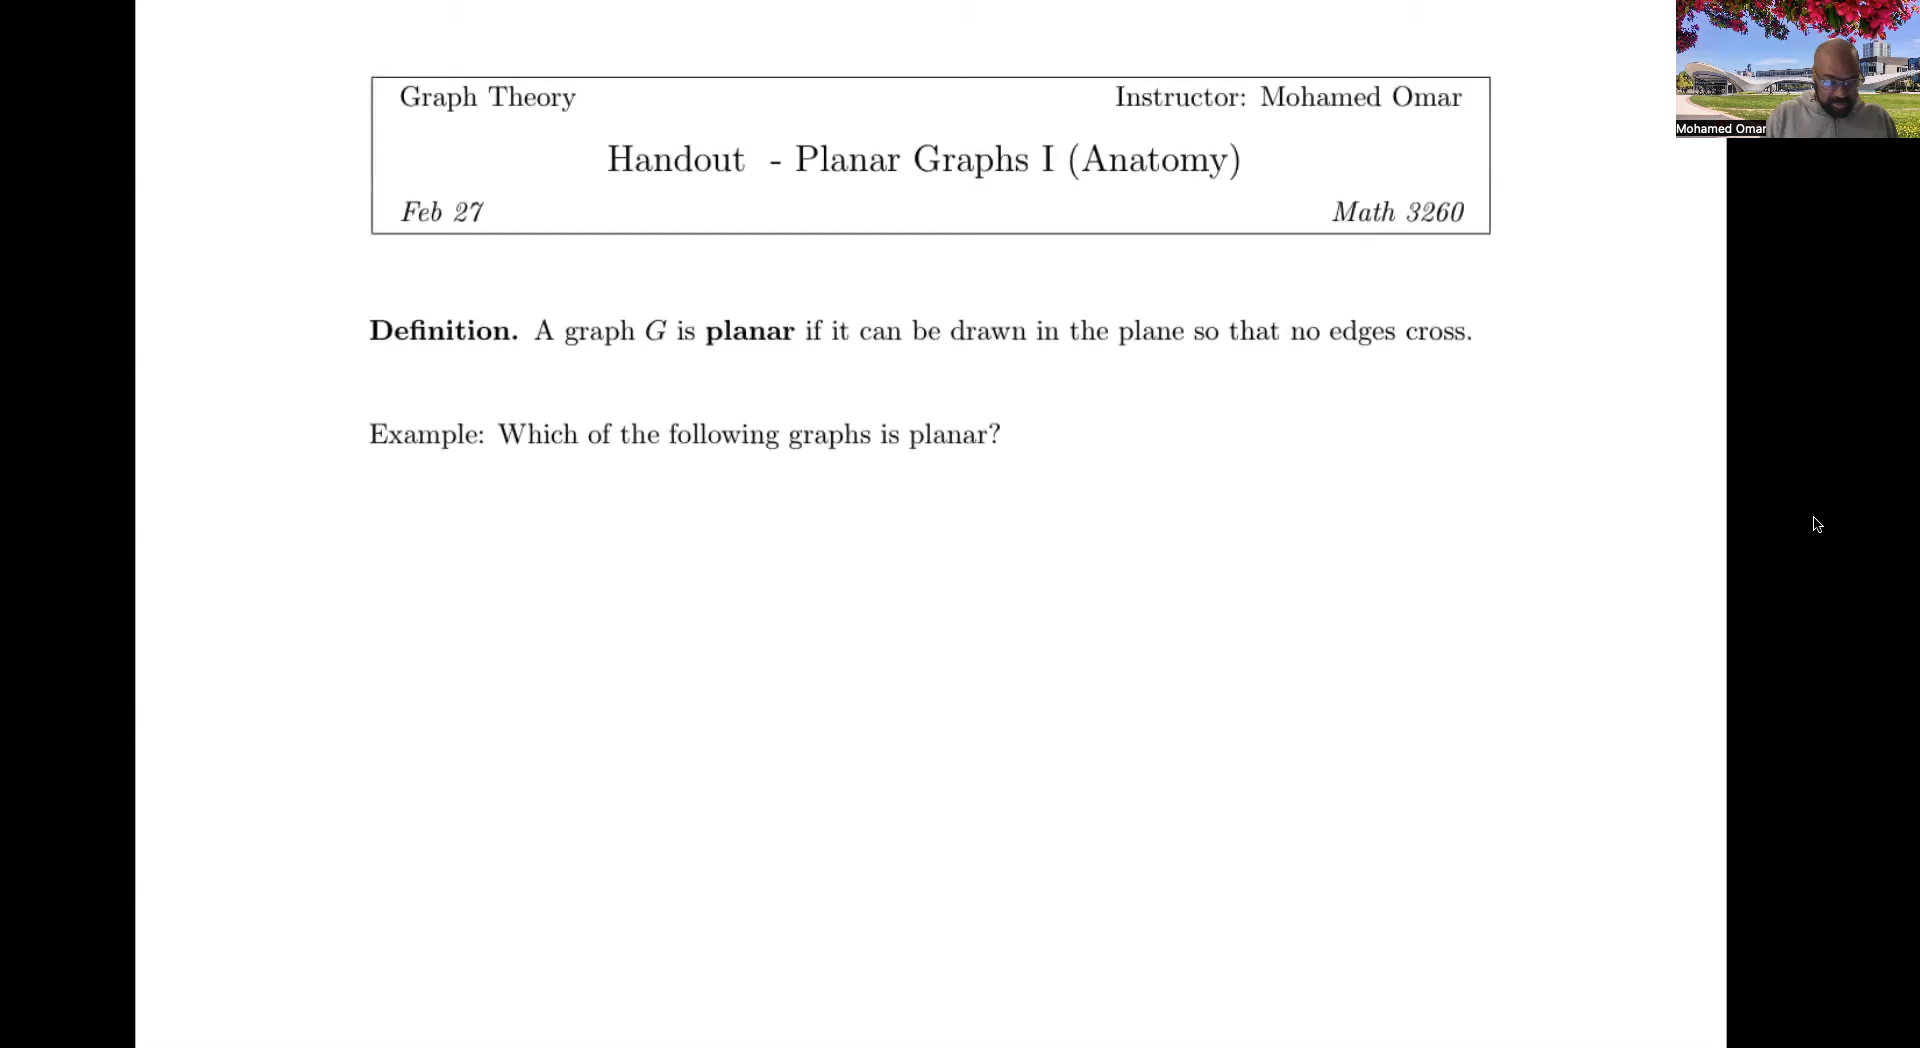 Graph Theory
Instructor: Mohamed Omar
Handout - Planar Graphs I (Anatomy)
Feb 27
Math 3260
Definition. A graph G is planar if it can be drawn in the plane so that no edges cross.
Example: Which of the following graphs is planar?
Mohamed Omar